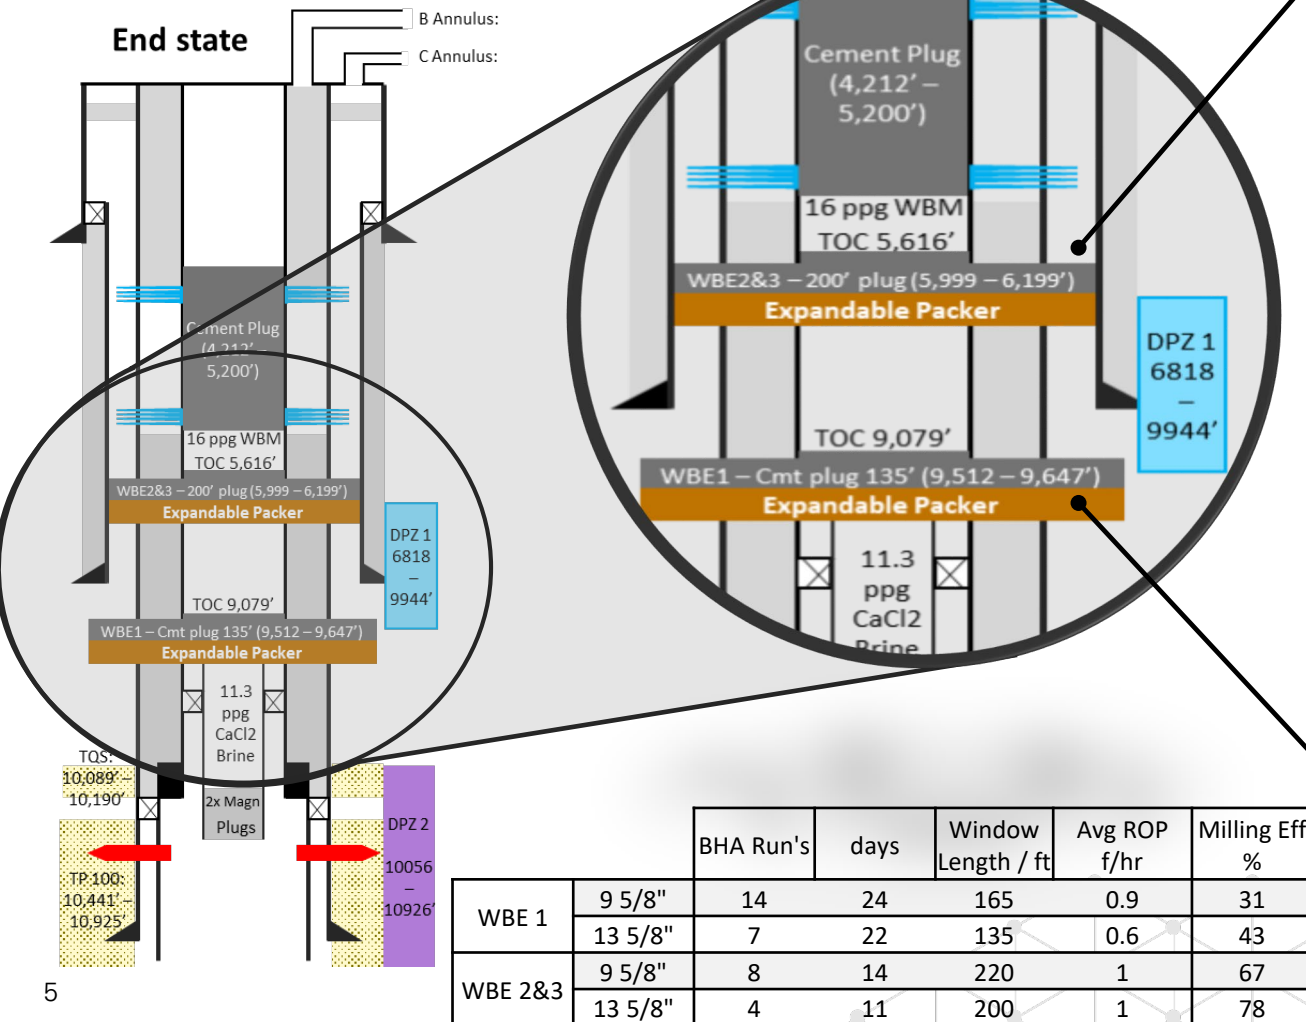 End state
B Annulus:
C Annulus:
Cement Plug
(4,212' –
5,200')
16 ppg WBM
TOC 5,616'
WBE2&3 – 200' plug (5,999 – 6,199')
Expandable Packer
DPZ 1
6818
–
9944'
TOC 9,079'
WBE1 – Cmt plug 135' (9,512 – 9,647')
Expandable Packer
11.3
ppg
CaCl2
Brine
TQS:
10,089' –
10,190'
2x Magn
Plugs
DPZ 2
10056
–
10926'
TP 100:
10,441' –
10,925'
Cement Plug
(4,212' –
5,200')
16 ppg WBM
TOC 5,616'
WBE2&3 – 200' plug (5,999 – 6,199')
Expandable Packer
DPZ 1
6818
–
9944'
TOC 9,079'
WBE1 – Cmt plug 135' (9,512 – 9,647')
Expandable Packer
11.3
ppg
CaCl2
Brine
BHA Run's days Window Length / ft Avg ROP f/hr Milling Eff %
WBE 1 9 5/8" 14 24 165 0.9 31
13 5/8" 7 22 135 0.6 43
WBE 2&3 9 5/8" 8 14 220 1 67
13 5/8" 4 11 200 1 78
5